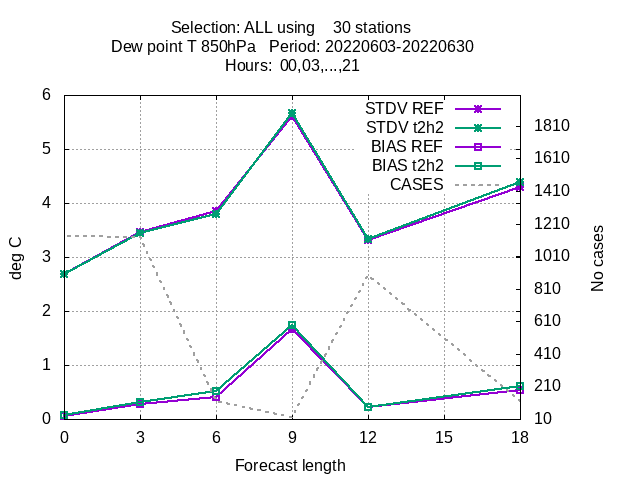 Selection: ALL using    30 stations
Dew point T 850hPa   Period: 20220603-20220630
Hours:  00,03,...,21
STDV REF
STDV t2h2
BIAS REF
BIAS t2h2
CASES
deg C
0
1
2
3
4
5
6
No cases
10
210
410
610
810
1010
1210
1410
1610
1810
0 3 6 9 12 15 18
Forecast length